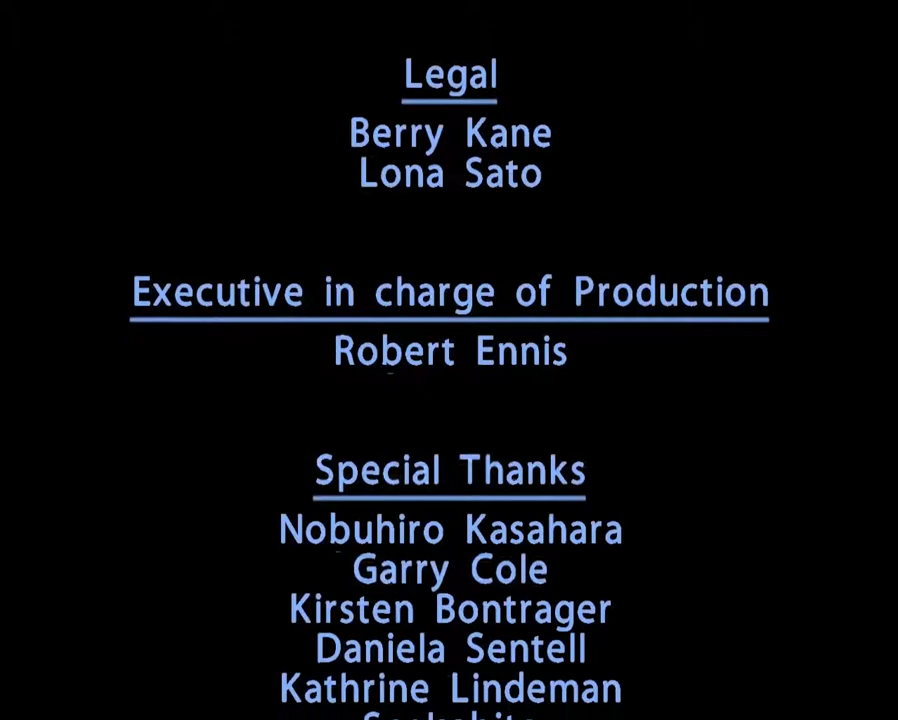 Legal
Berry Kane
Lona Sato
Executive in charge of Production
Robert Ennis
Special Thanks
Nobuhiro Kasahara
Garry Cole
Kirsten Bontrager
Daniela Sentell
Kathrine Lindeman